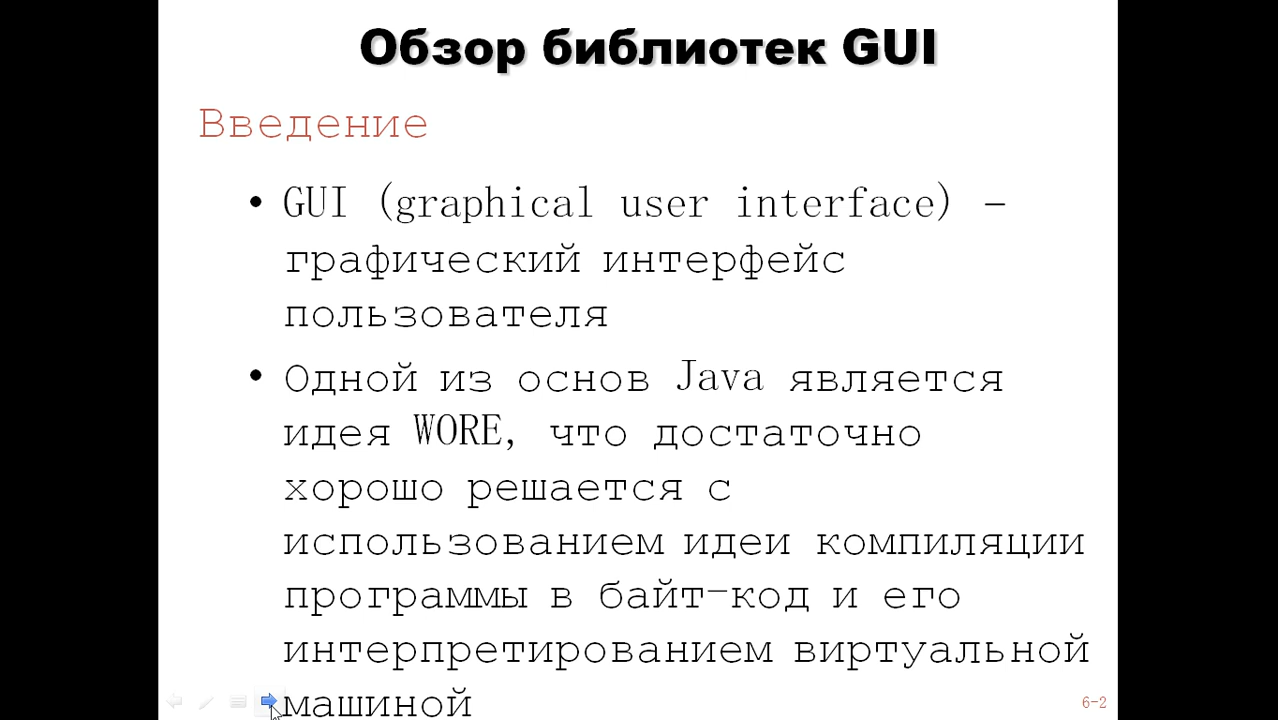 Обзор библиотек GUI
Введение
• GUI (graphical user interface) –
графический интерфейс
пользователя
• Одной из основ Java является
идея WORE, что достаточно
хорошо решается с
использованием идеи компиляции
программы в байт-код и его
интерпретированием виртуальной
машиной
6-2